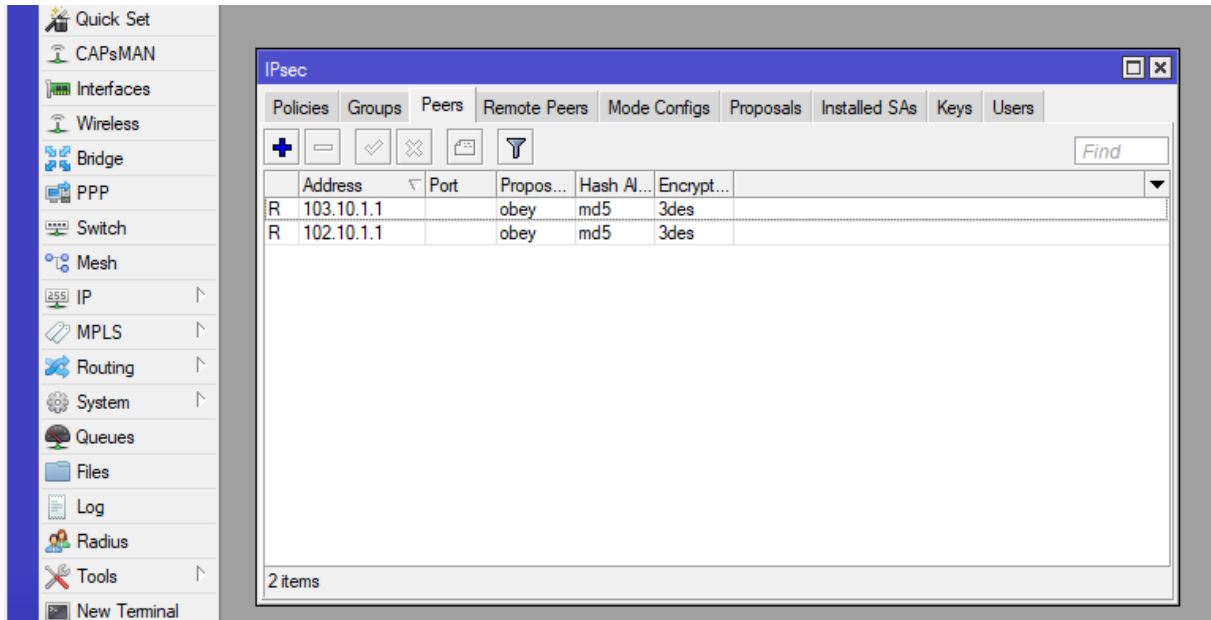 Quick Set
CAPsMAN
Interfaces
Wireless
Bridge
PPP
Switch
Mesh
255 IP
MPLS
Routing
System
Queues
Files
Log
Radius
Tools
New Terminal
IPsec
Policies Groups Peers Remote Peers Mode Configs Proposals Installed SAs Keys Users
Find
Address Port Propos... Hash Al... Encrypt...
R 103.10.1.1 obey md5 3des
R 102.10.1.1 obey md5 3des
2 items